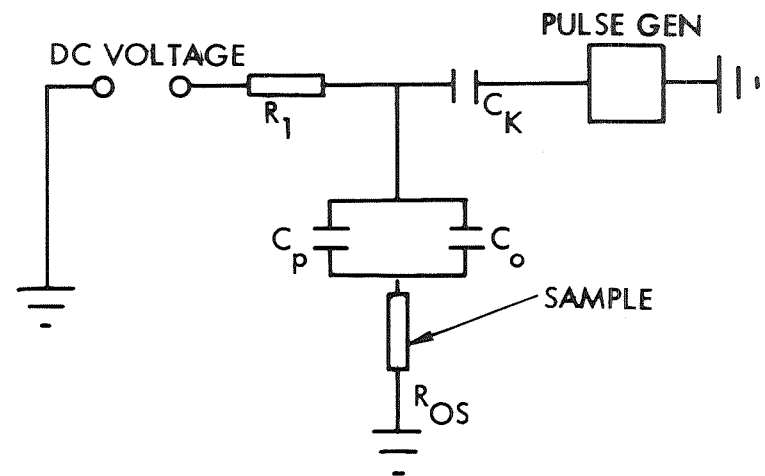 PULSE GEN
DC VOLTAGE
R1
CK
Cp
Co
SAMPLE
ROS